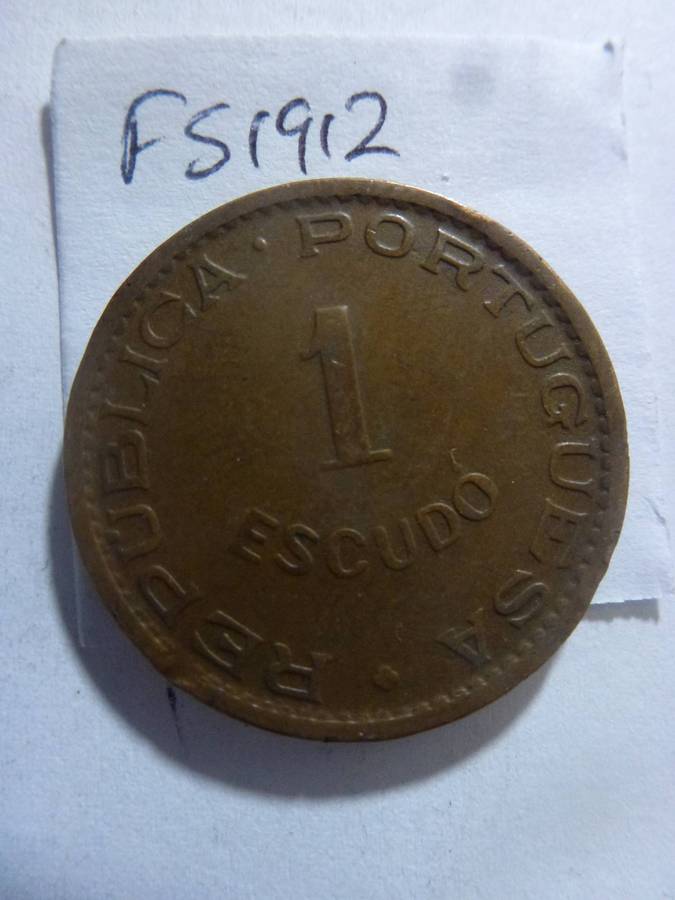 FS1912
REPUBLICA · PORTUGUESA
1
ESCUDO